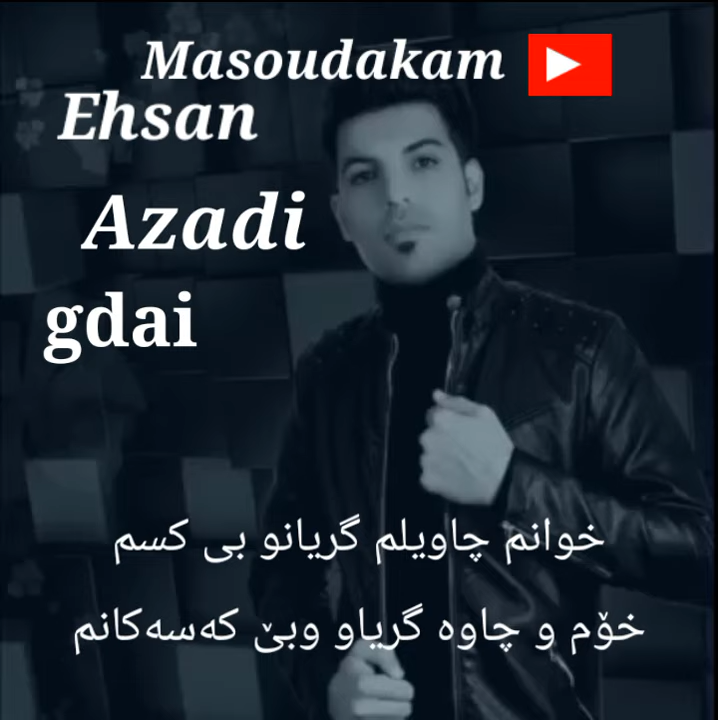 Masoudakam
Ehsan
Azadi
gdai
خوانم چاویلم گریانو بی کسم
خۆم و چاوە گریاو وبێ کەسەکانم